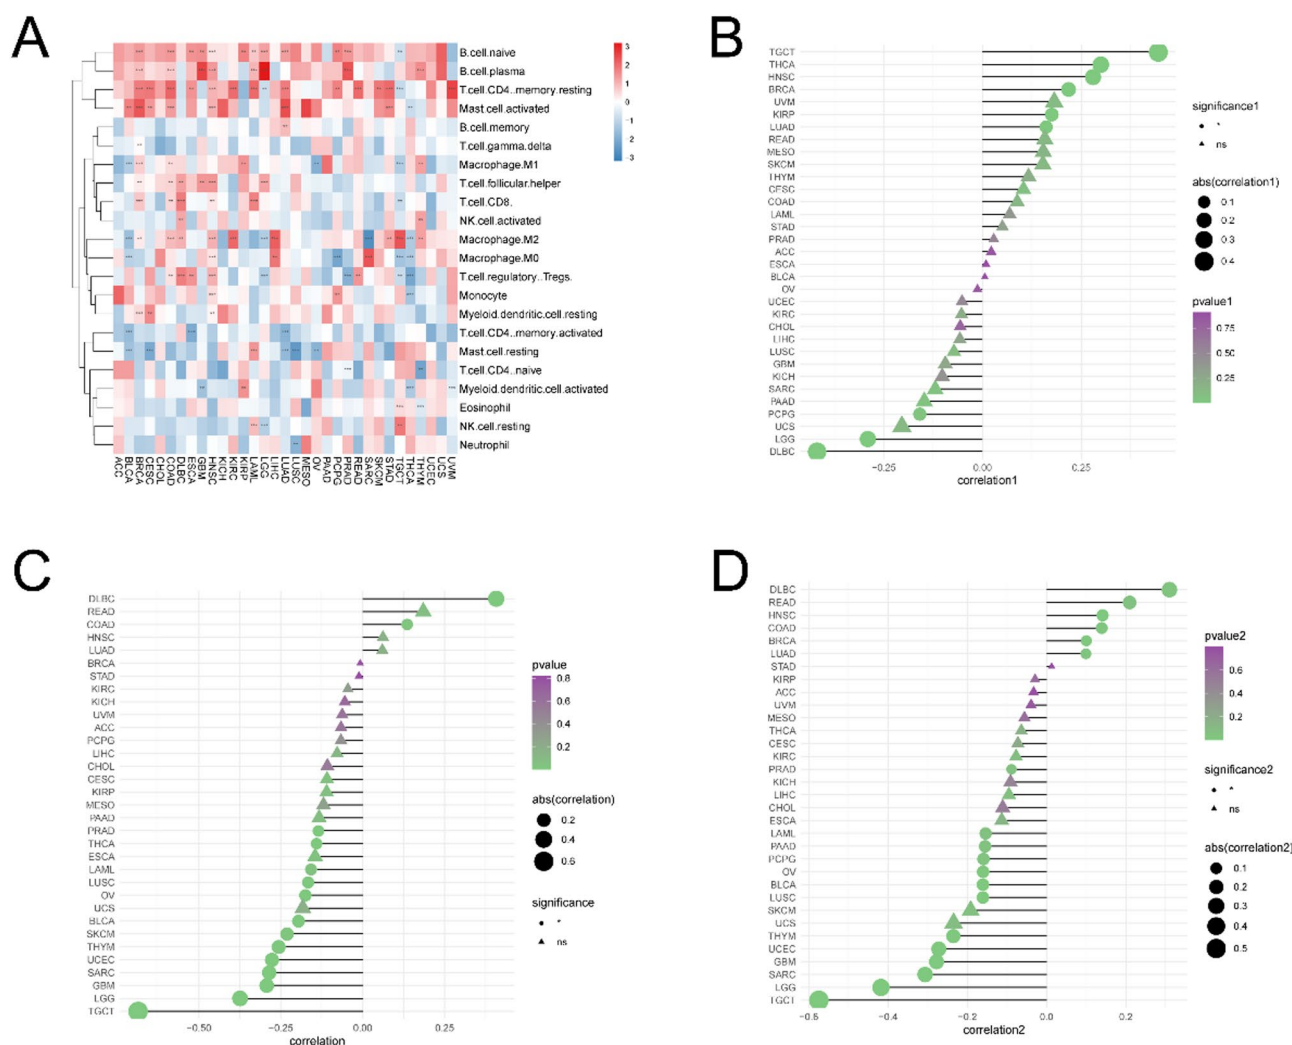 A
B.cell.naive
B.cell.plasma
T.cell.CD4..memory.resting
Mast.cell.activated
B.cell.memory
T.cell.gamma.delta
Macrophage.M1
T.cell.follicular.helper
T.cell.CD8.
NK.cell.activated
Macrophage.M2
Macrophage.M0
T.cell.regulatory..Tregs.
Monocyte
Myeloid.dendritic.cell.resting
T.cell.CD4..memory.activated
Mast.cell.resting
T.cell.CD4..naive
Myeloid.dendritic.cell.activated
Eosinophil
NK.cell.resting
Neutrophil
3
2
1
0
-1
-2
-3
ACC
BLCA
BRCA
CESC
CHOL
COAD
DLBC
ESCA
GBM
HNSC
KICH
KIRC
KIRP
LAML
LGG
LIHC
LUAD
LUSC
MESO
OV
PAAD
PCPG
PRAD
READ
SARC
SKCM
STAD
TGCT
THCA
THYM
UCEC
UCS
UVM
B
TGCT
THCA
HNSC
BRCA
UVM
KIRP
LUAD
READ
MESO
SKCM
THYM
CESC
COAD
LAML
STAD
PRAD
ACC
ESCA
BLCA
OV
UCEC
KIRC
CHOL
LIHC
LUSC
GBM
KICH
SARC
PAAD
PCPG
UCS
LGG
DLBC
-0.25
0.00
0.25
correlation1
significance1
*
ns
abs(correlation1)
0.1
0.2
0.3
0.4
pvalue1
0.75
0.50
0.25
C
DLBC
READ
COAD
HNSC
LUAD
BRCA
STAD
KIRC
KICH
UVM
ACC
PCPG
LIHC
CHOL
CESC
KIRP
MESO
PAAD
PRAD
THCA
ESCA
LAML
LUSC
OV
UCS
BLCA
SKCM
THYM
UCEC
SARC
GBM
LGG
TGCT
−0.50
−0.25
0.00
0.25
correlation
pvalue
0.8
0.6
0.4
0.2
abs(correlation)
0.2
0.4
0.6
significance
*
ns
D
DLBC
READ
HNSC
COAD
BRCA
LUAD
STAD
KIRP
ACC
UVM
MESO
THCA
CESC
KIRC
PRAD
KICH
LIHC
CHOL
ESCA
LAML
PAAD
PCPG
OV
BLCA
LUSC
SKCM
UCS
THYM
UCEC
GBM
SARC
LGG
TGCT
−0.6
−0.4
−0.2
0.0
0.2
correlation2
pvalue2
0.6
0.4
0.2
significance2
*
ns
abs(correlation2)
0.1
0.2
0.3
0.4
0.5